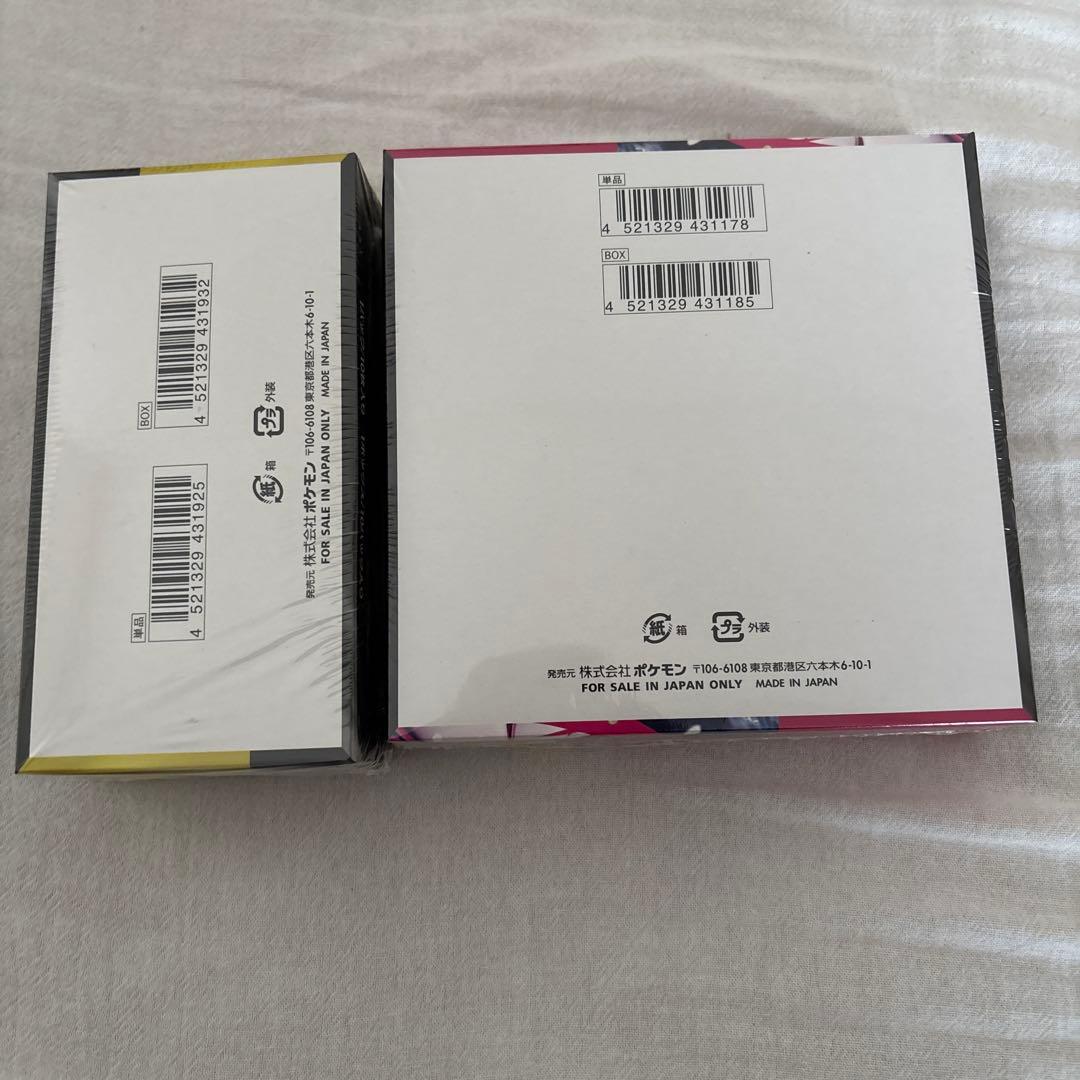 BOX
4 521329 431932
単品
4 521329 431925
プラ 外装
紙 箱
発売元 株式会社ポケモン 〒106-6108 東京都港区六本木6-10-1
FOR SALE IN JAPAN ONLY MADE IN JAPAN
単品
4 521329 431178
BOX
4 521329 431185
紙 箱 プラ 外装
発売元 株式会社ポケモン 〒106-6108 東京都港区六本木6-10-1
FOR SALE IN JAPAN ONLY MADE IN JAPAN